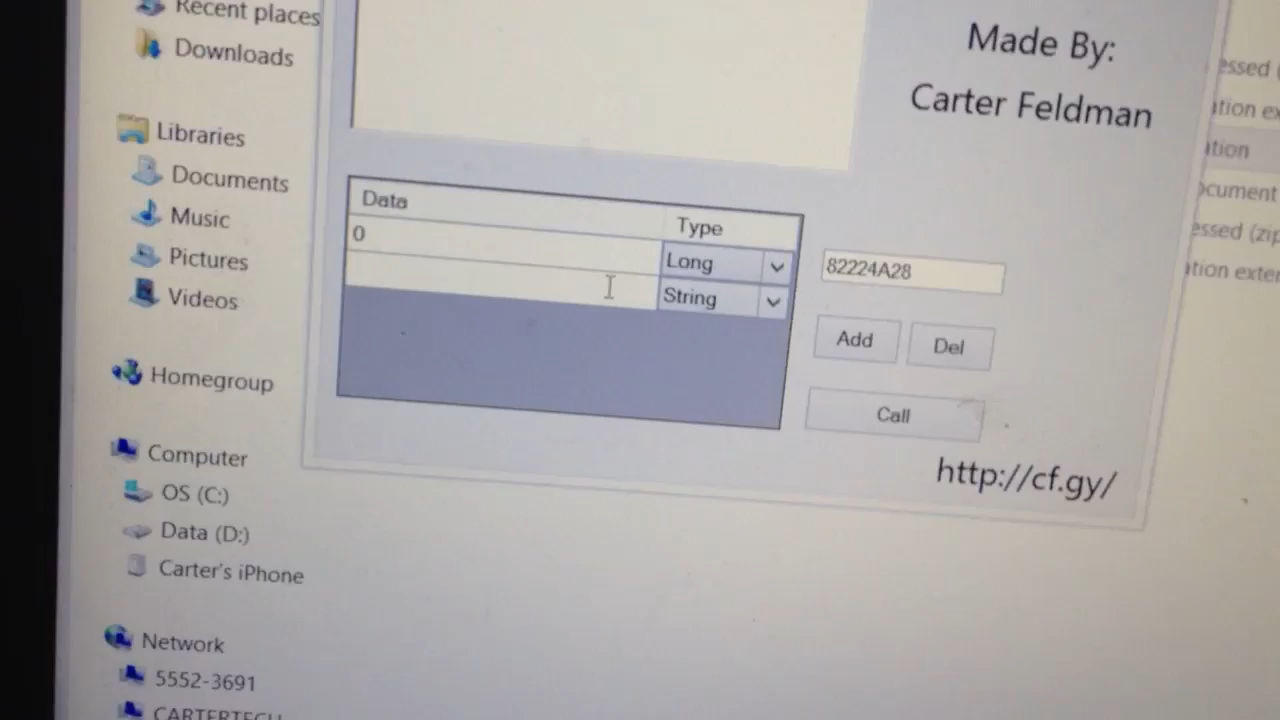 Recent places
Downloads
Libraries
Documents
Music
Pictures
Videos
Homegroup
Computer
OS (C:)
Data (D:)
Carter's iPhone
Network
5552-3691
Made By:
Carter Feldman
Data
Type
0
Long
String
82224A28
Add
Del
Call
http://cf.gy/